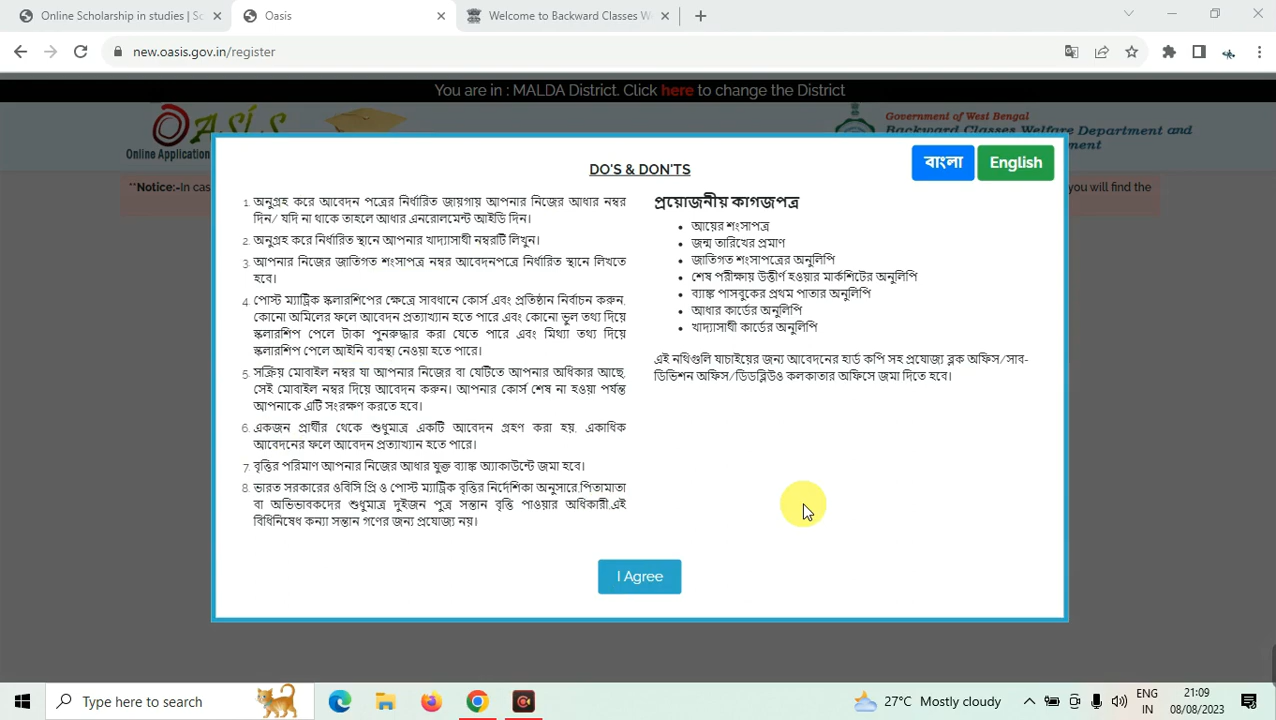 Online Scholarship in studies | Sc
Oasis
Welcome to Backward Classes W
new.oasis.gov.in/register
You are in : MALDA District. Click here to change the District
OASIS
Online Application
Government of West Bengal
Backward Classes Welfare Department and
ment
**Notice:-In cas
you will find the
DO'S & DON'TS
বাংলা
English
1. অনুগ্রহ করে আবেদন পত্রের নির্ধারিত জায়গায় আপনার নিজের আধার নম্বর
দিন/ যদি না থাকে তাহলে আধার এনরোলমেন্ট আইডি দিন।
2. অনুগ্রহ করে নির্ধারিত স্থানে আপনার খাদ্যসাথী নম্বরটি লিখুন।
3. আপনার নিজের জাতিগত শংসাপত্র নম্বর আবেদনপত্রে নির্ধারিত স্থানে লিখতে
হবে।
4. পোস্ট ম্যাট্রিক স্কলারশিপের ক্ষেত্রে সাবধানে কোর্স এবং প্রতিষ্ঠান নির্বাচন করুন,
কোনো অমিলের ফলে আবেদন প্রত্যাখ্যান হতে পারে এবং কোনো ভুল তথ্য দিয়ে
স্কলারশিপ পেলে টাকা পুনরুদ্ধার করা যেতে পারে এবং মিথ্যা তথ্য দিয়ে
স্কলারশিপ পেলে আইনি ব্যবস্থা নেওয়া হতে পারে।
5. সক্রিয় মোবাইল নম্বর যা আপনার নিজের বা যেটিতে আপনার অধিকার আছে,
সেই মোবাইল নম্বর দিয়ে আবেদন করুন। আপনার কোর্স শেষ না হওয়া পর্যন্ত
আপনাকে এটি সংরক্ষণ করতে হবে।
6. একজন প্রার্থীর থেকে শুধুমাত্র একটি আবেদন গ্রহণ করা হয়, একাধিক
আবেদনের ফলে আবেদন প্রত্যাখ্যান হতে পারে।
7. বৃত্তির পরিমাণ আপনার নিজের আধার যুক্ত ব্যাঙ্ক অ্যাকাউন্টে জমা হবে।
8. ভারত সরকারের ওবিসি প্রি ও পোস্ট ম্যাট্রিক বৃত্তির নির্দেশিকা অনুসারে,পিতামাতা
বা অভিভাবকদের শুধুমাত্র দুইজন পুত্র সন্তান বৃত্তি পাওয়ার অধিকারী,এই
বিধিনিষেধ কন্যা সন্তান গণের জন্য প্রযোজ্য নয়।
প্রয়োজনীয় কাগজপত্র
• আয়ের শংসাপত্র
• জন্ম তারিখের প্রমাণ
• জাতিগত শংসাপত্রের অনুলিপি
• শেষ পরীক্ষায় উত্তীর্ণ হওয়ার মার্কশিটের অনুলিপি
• ব্যাঙ্ক পাসবুকের প্রথম পাতার অনুলিপি
• আধার কার্ডের অনুলিপি
• খাদ্যাসাথী কার্ডের অনুলিপি
এই নথিগুলি যাচাইয়ের জন্য আবেদনের হার্ড কপি সহ প্রযোজ্য ব্লক অফিস/সাব-
ডিভিশন অফিস/ডিডব্লিউও কলকাতার অফিসে জমা দিতে হবে।
I Agree
Type here to search
27°C Mostly cloudy
ENG
IN
21:09
08/08/2023